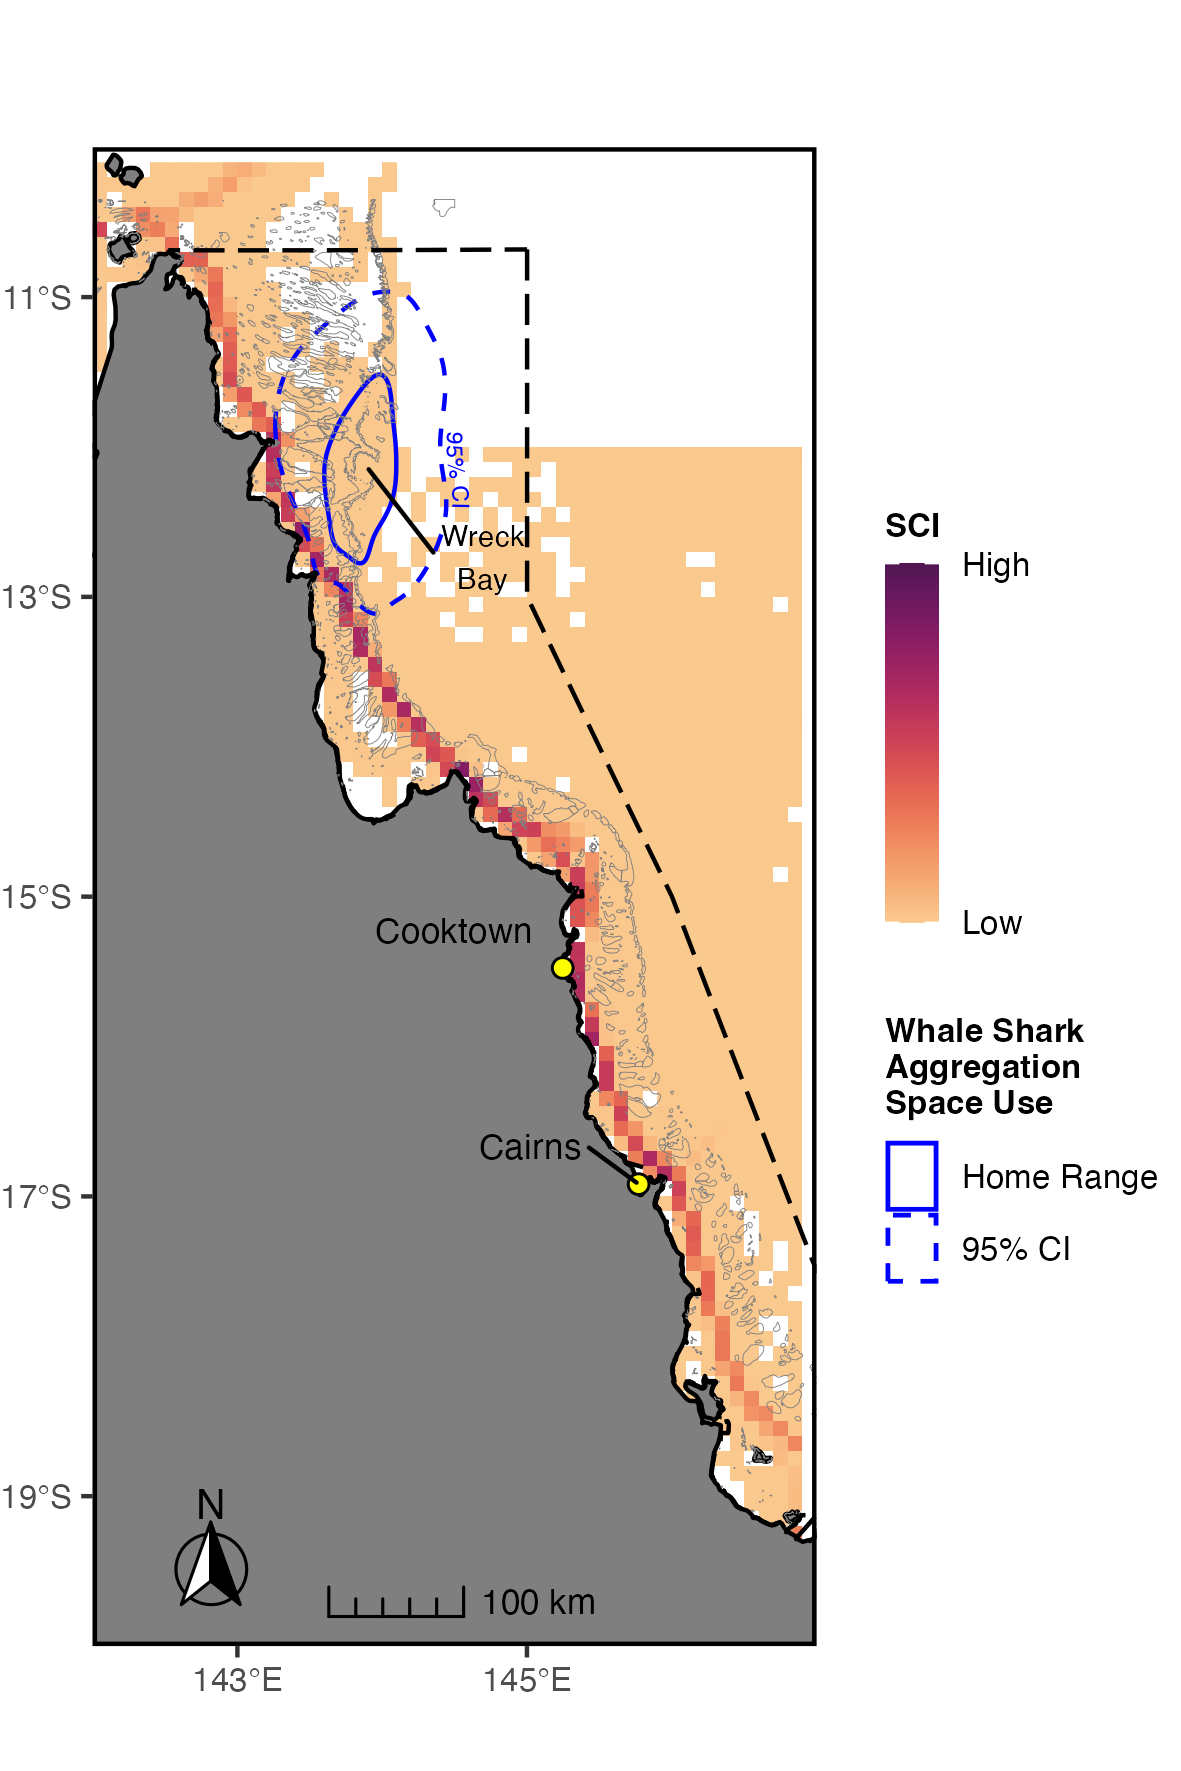 11°S
13°S
15°S
17°S
19°S
143°E
145°E
95% CI
Wreck
Bay
Cooktown
Cairns
N
100 km
SCI
High
Low
Whale Shark
Aggregation
Space Use
Home Range
95% CI